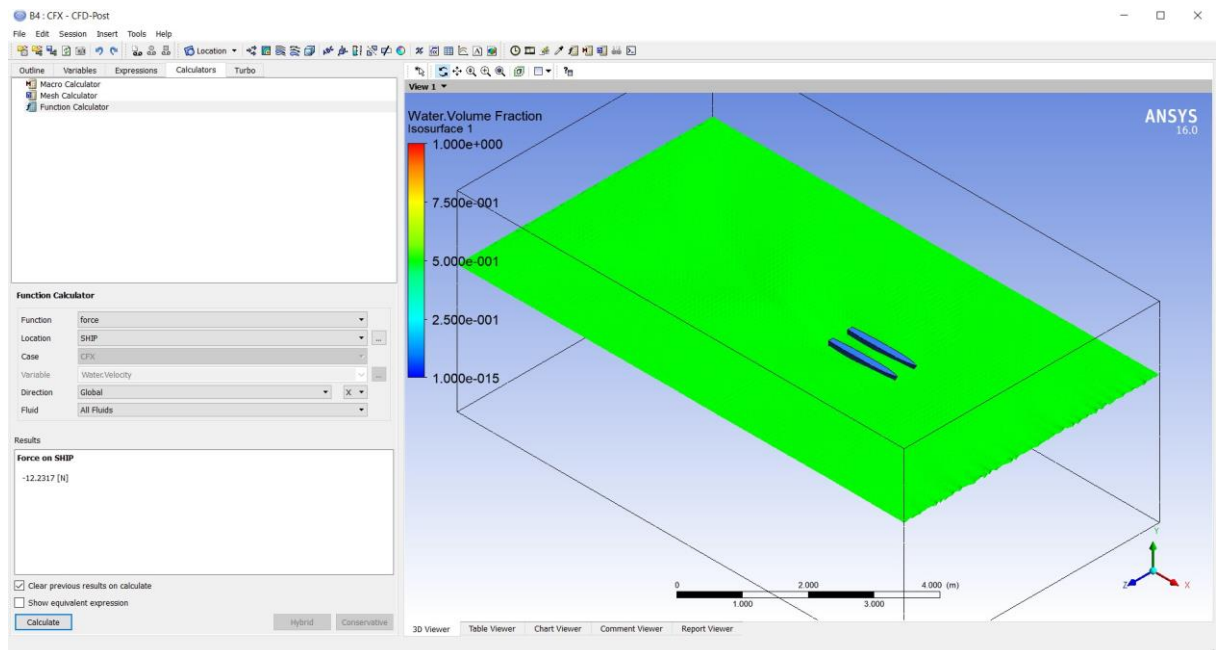 B4 : CFX - CFD-Post
File Edit Session Insert Tools Help
Location
Outline Variables Expressions Calculators Turbo
Macro Calculator
Mesh Calculator
Function Calculator
Function Calculator
Function force
Location SHIP ...
Case CFX
Variable Water.Velocity ...
Direction Global X
Fluid All Fluids
Results
Force on SHIP
-12.2317 [N]
Clear previous results on calculate
Show equivalent expression
Calculate Hybrid Conservative
View 1
Water.Volume Fraction
Isosurface 1
1.000e+000
7.500e-001
5.000e-001
2.500e-001
1.000e-015
ANSYS
16.0
0 2.000 4.000 (m)
1.000 3.000
Y
Z X
3D Viewer Table Viewer Chart Viewer Comment Viewer Report Viewer